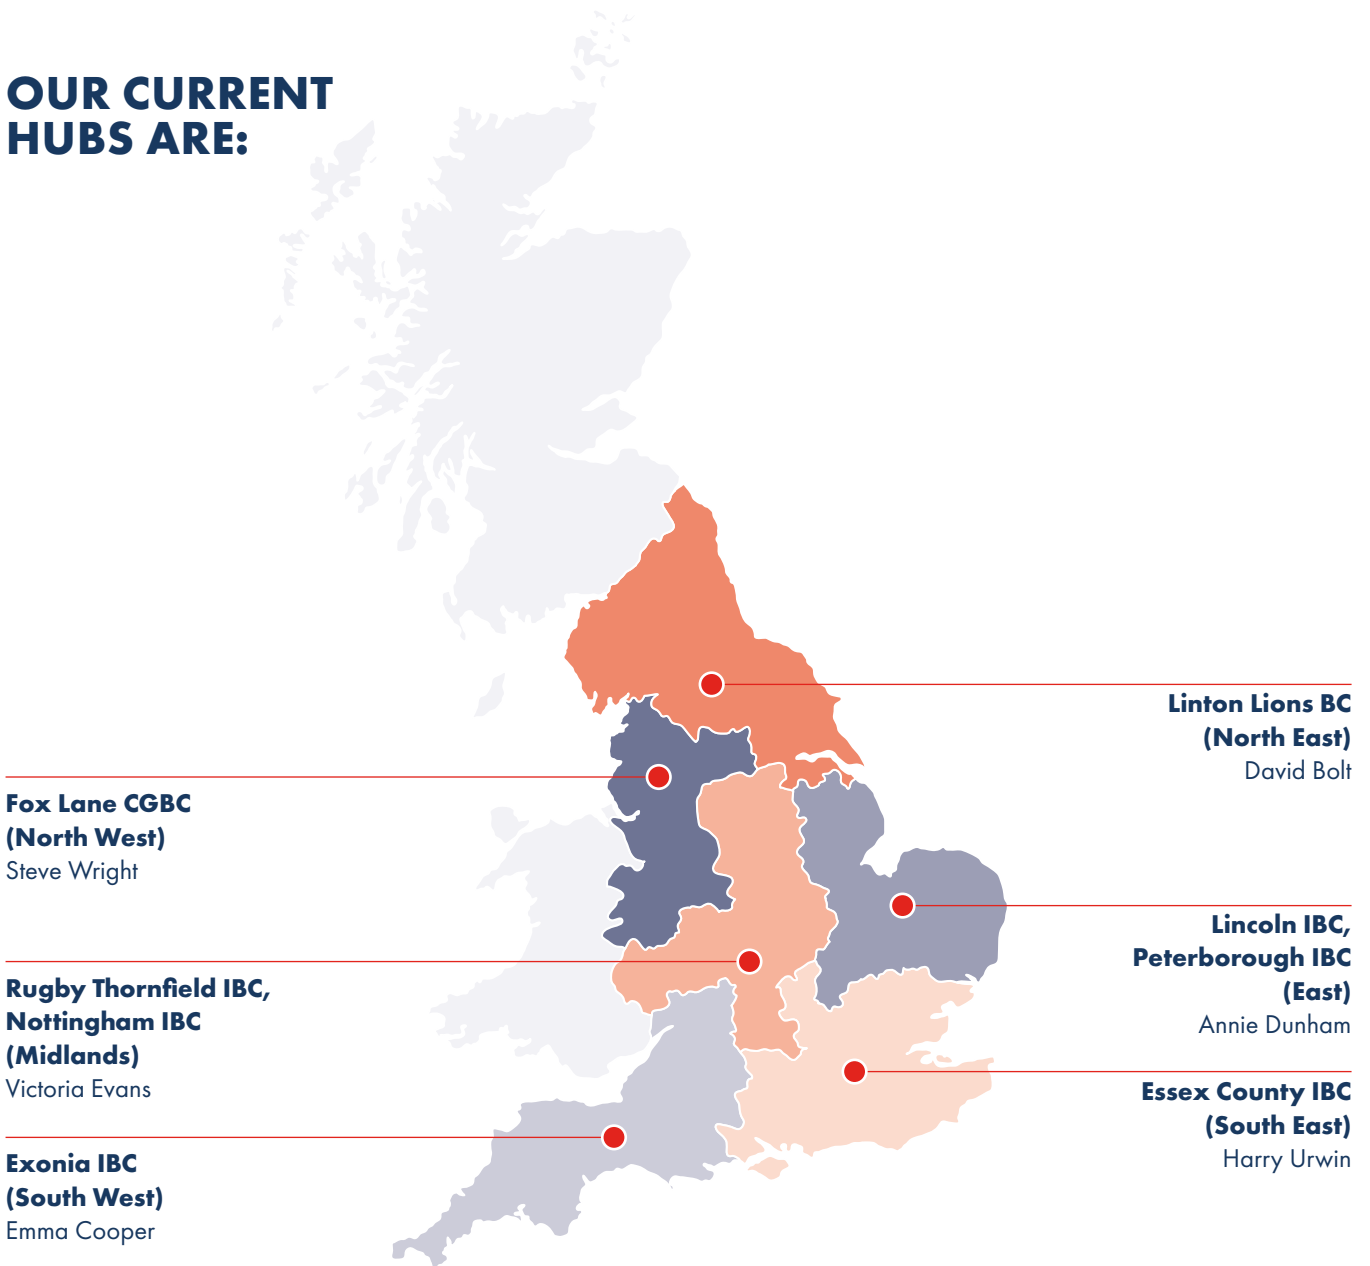 OUR CURRENT
HUBS ARE:
Linton Lions BC
(North East)
David Bolt
Fox Lane CGBC
(North West)
Steve Wright
Lincoln IBC,
Peterborough IBC
(East)
Annie Dunham
Rugby Thornfield IBC,
Nottingham IBC
(Midlands)
Victoria Evans
Essex County IBC
(South East)
Harry Urwin
Exonia IBC
(South West)
Emma Cooper